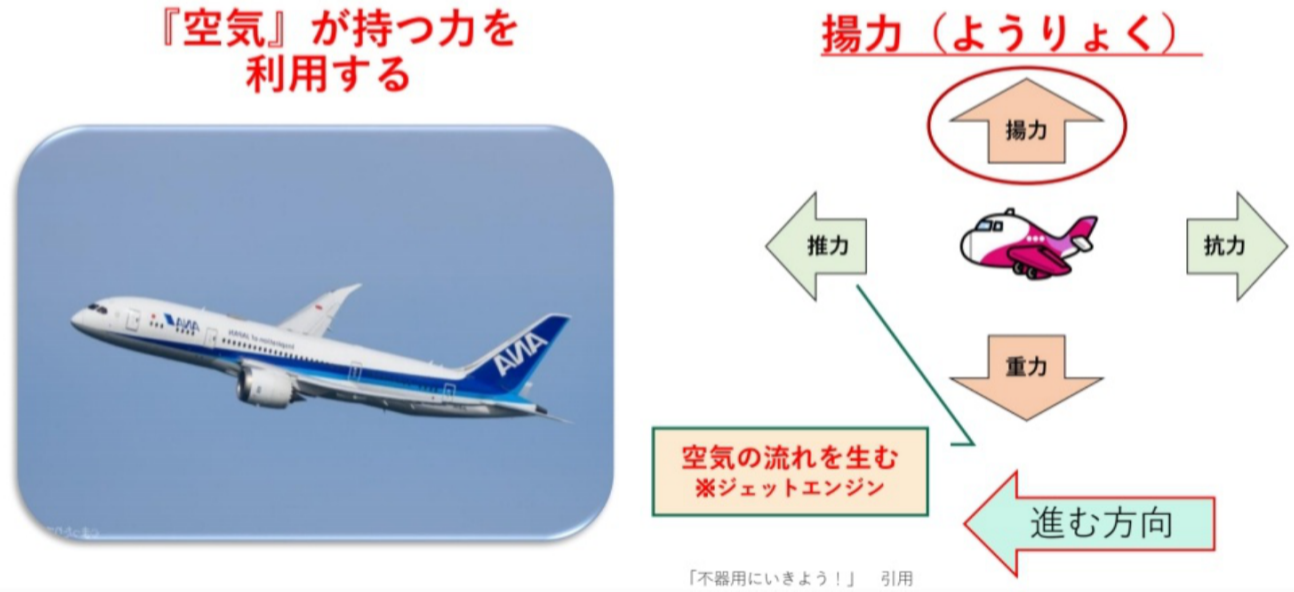 『空気』が持つ力を
利用する
ANA
ANA
揚力（ようりょく）
揚力
推力
抗力
重力
空気の流れを生む
※ジェットエンジン
進む方向
「不器用にいきよう！」　引用